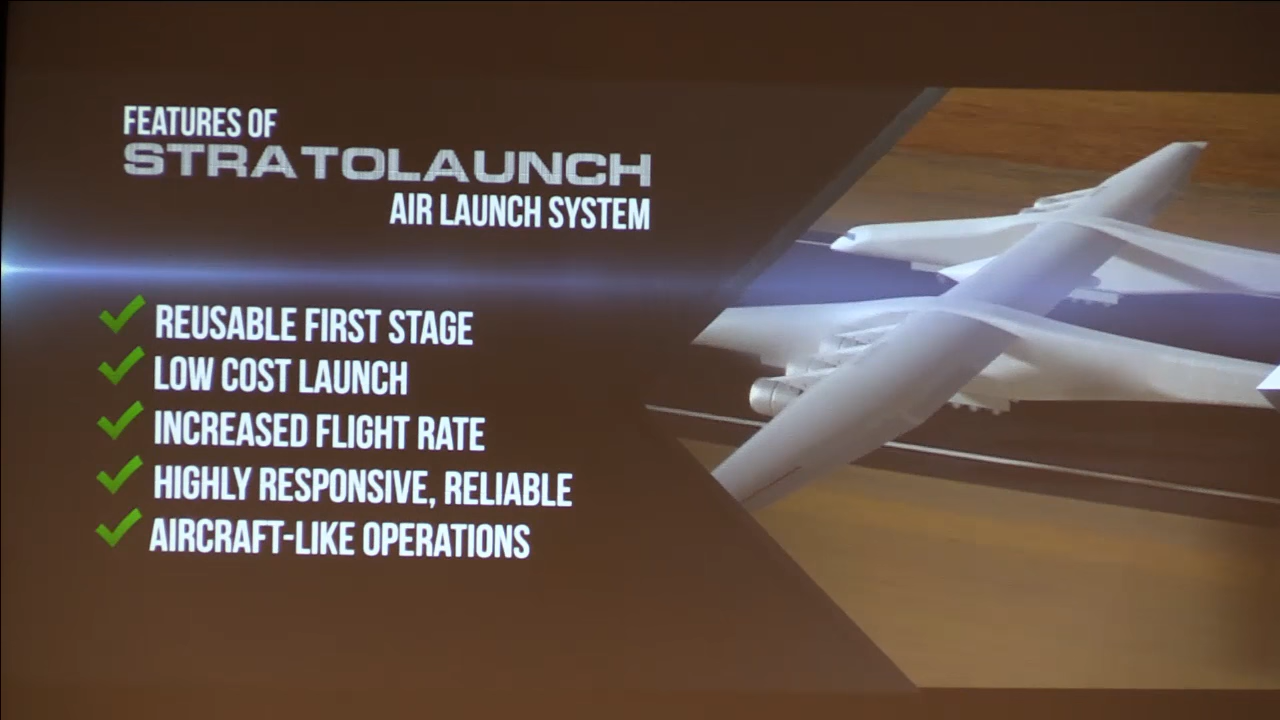 FEATURES OF
STRATOLAUNCH
AIR LAUNCH SYSTEM
REUSABLE FIRST STAGE
LOW COST LAUNCH
INCREASED FLIGHT RATE
HIGHLY RESPONSIVE, RELIABLE
AIRCRAFT-LIKE OPERATIONS